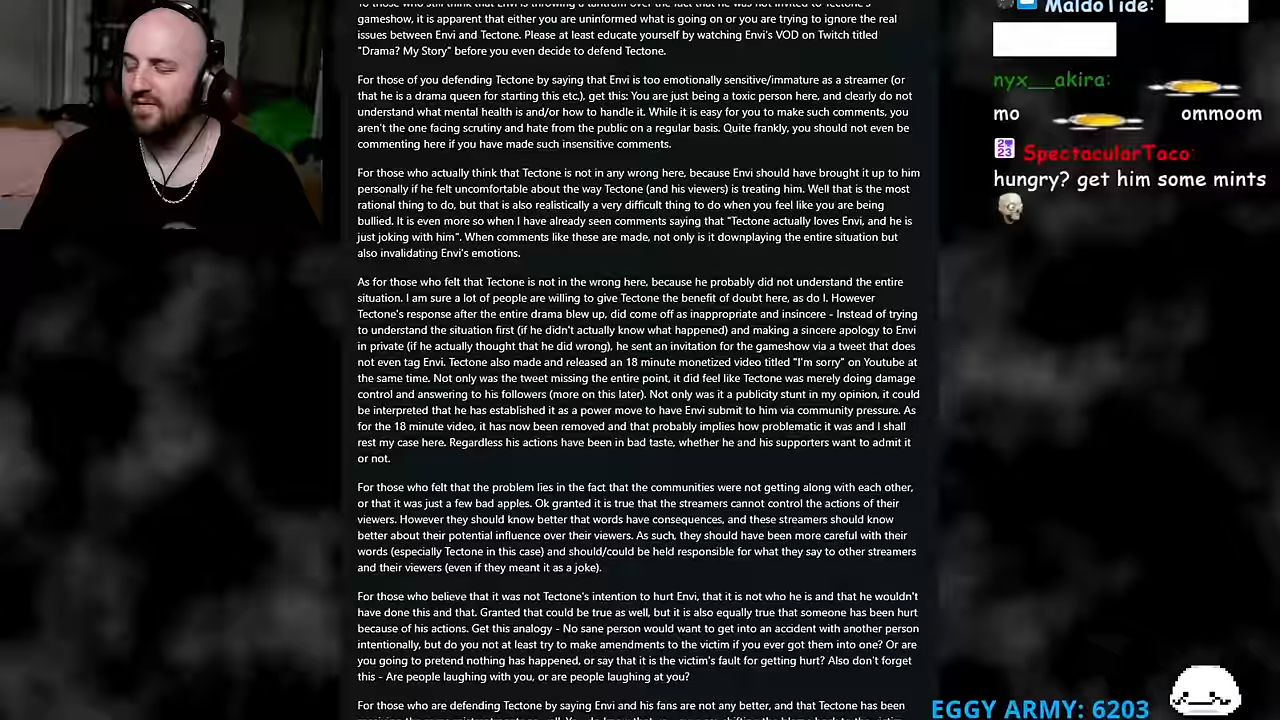 To those who still think that Envi is throwing a tantrum over the fact that he was not invited to Tectone's
gameshow, it is apparent that either you are uninformed what is going on or you are trying to ignore the real
issues between Envi and Tectone. Please at least educate yourself by watching Envi's VOD on Twitch titled
"Drama? My Story" before you even decide to defend Tectone.
For those of you defending Tectone by saying that Envi is too emotionally sensitive/immature as a streamer (or
that he is a drama queen for starting this etc.), get this: You are just being a toxic person here, and clearly do not
understand what mental health is and/or how to handle it. While it is easy for you to make such comments, you
aren't the one facing scrutiny and hate from the public on a regular basis. Quite frankly, you should not even be
commenting here if you have made such insensitive comments.
For those who actually think that Tectone is not in any wrong here, because Envi should have brought it up to him
personally if he felt uncomfortable about the way Tectone (and his viewers) is treating him. Well that is the most
rational thing to do, but that is also realistically a very difficult thing to do when you feel like you are being
bullied. It is even more so when I have already seen comments saying that "Tectone actually loves Envi, and he is
just joking with him". When comments like these are made, not only is it downplaying the entire situation but
also invalidating Envi's emotions.
As for those who felt that Tectone is not in the wrong here, because he probably did not understand the entire
situation. I am sure a lot of people are willing to give Tectone the benefit of doubt here, as do I. However
Tectone's response after the entire drama blew up, did come off as inappropriate and insincere - Instead of trying
to understand the situation first (if he didn't actually know what happened) and making a sincere apology to Envi
in private (if he actually thought that he did wrong), he sent an invitation for the gameshow via a tweet that does
not even tag Envi. Tectone also made and released an 18 minute monetized video titled "I'm sorry" on Youtube at
the same time. Not only was the tweet missing the entire point, it did feel like Tectone was merely doing damage
control and answering to his followers (more on this later). Not only was it a publicity stunt in my opinion, it could
be interpreted that he has established it as a power move to have Envi submit to him via community pressure. As
for the 18 minute video, it has now been removed and that probably implies how problematic it was and I shall
rest my case here. Regardless his actions have been in bad taste, whether he and his supporters want to admit it
or not.
For those who felt that the problem lies in the fact that the communities were not getting along with each other,
or that it was just a few bad apples. Ok granted it is true that the streamers cannot control the actions of their
viewers. However they should know better that words have consequences, and these streamers should know
better about their potential influence over their viewers. As such, they should have been more careful with their
words (especially Tectone in this case) and should/could be held responsible for what they say to other streamers
and their viewers (even if they meant it as a joke).
For those who believe that it was not Tectone's intention to hurt Envi, that it is not who he is and that he wouldn't
have done this and that. Granted that could be true as well, but it is also equally true that someone has been hurt
because of his actions. Get this analogy - No sane person would want to get into an accident with another person
intentionally, but do you not at least try to make amendments to the victim if you ever got them into one? Or are
you going to pretend nothing has happened, or say that it is the victim's fault for getting hurt? Also don't forget
this - Are people laughing with you, or are people laughing at you?
For those who are defending Tectone by saying Envi and his fans are not any better, and that Tectone has been
MaldoTide:
nyx__akira:
mo ommoom
SpectacularTaco:
hungry? get him some mints
EGGY ARMY: 6203